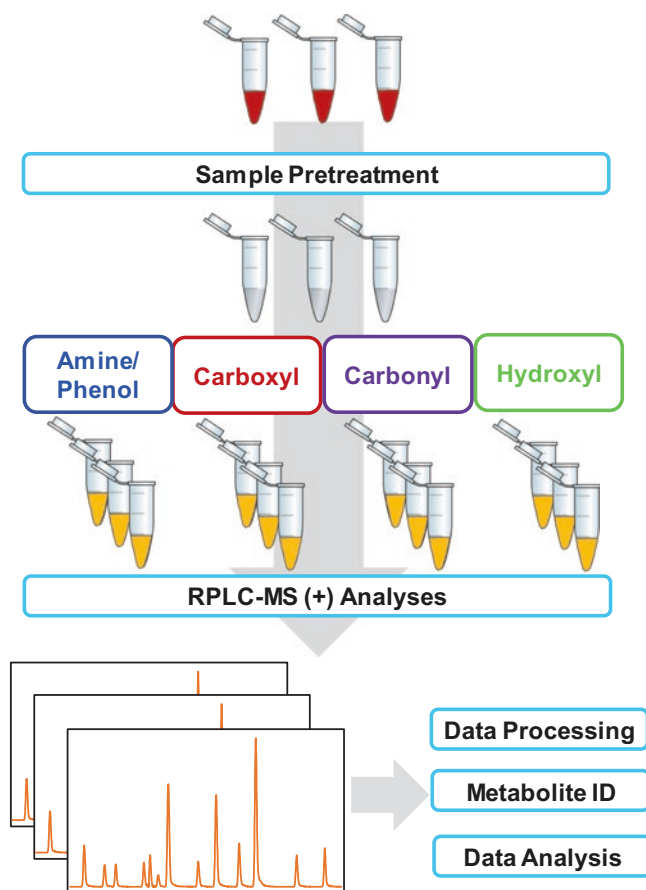 Sample Pretreatment
Amine/
Phenol
Carboxyl
Carbonyl
Hydroxyl
RPLC-MS (+) Analyses
Data Processing
Metabolite ID
Data Analysis